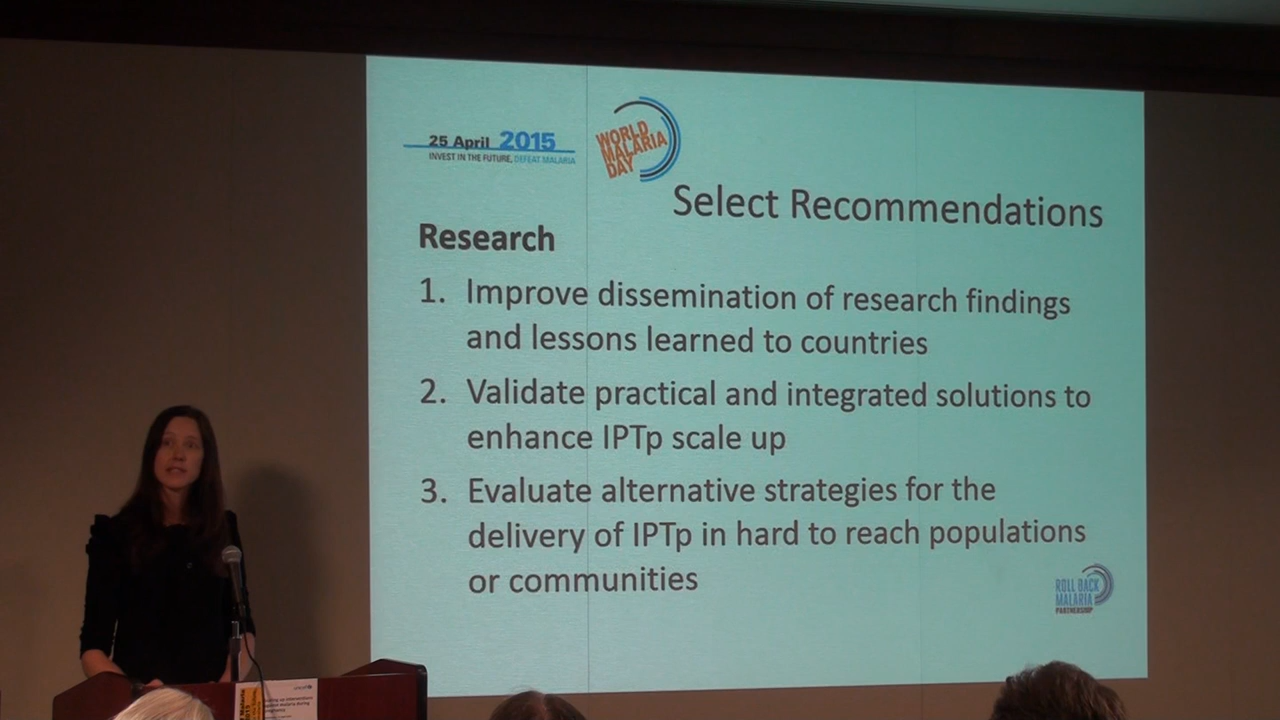 25 April 2015
INVEST IN THE FUTURE, DEFEAT MALARIA
WORLD
MALARIA
DAY
Select Recommendations
Research
1. Improve dissemination of research findings
and lessons learned to countries
2. Validate practical and integrated solutions to
enhance IPTp scale up
3. Evaluate alternative strategies for the
delivery of IPTp in hard to reach populations
or communities
ROLL BACK
MALARIA
PARTNERSHIP
unicef